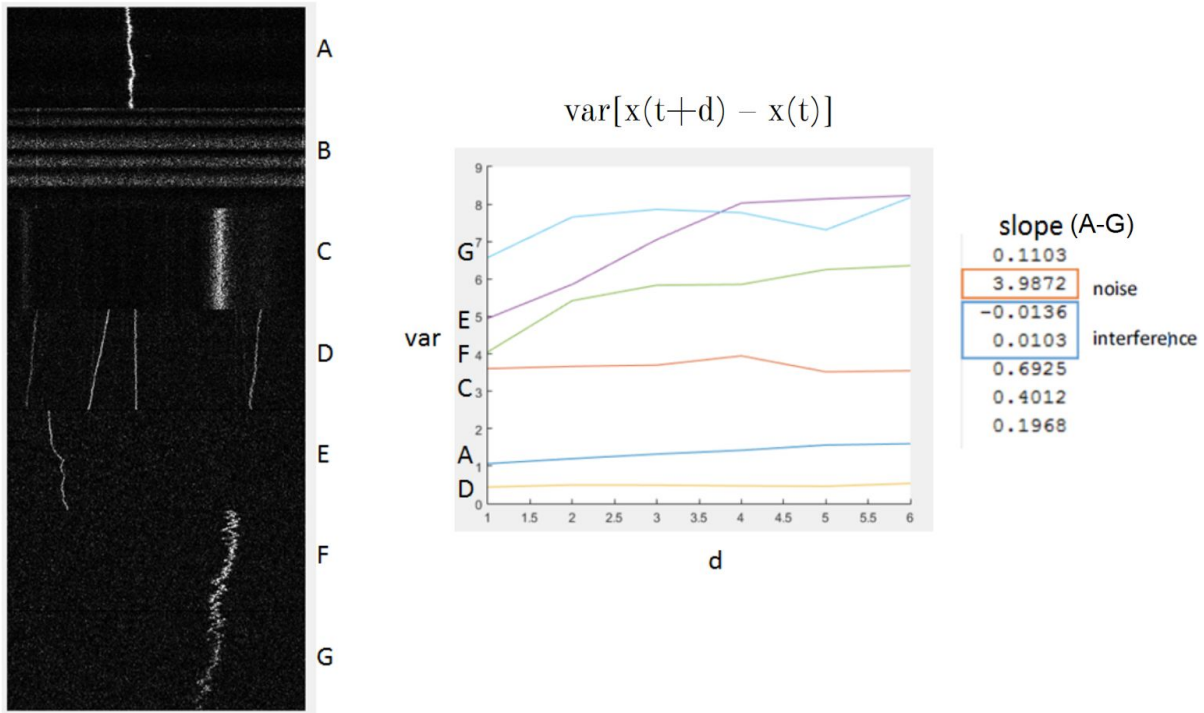 A
B
C
D
E
F
G
var[x(t+d) – x(t)]
9
8
7
6
5
4
3
2
1
0
G
E
F
C
A
D
var
1 1.5 2 2.5 3 3.5 4 4.5 5 5.5 6
d
slope (A-G)
0.1103
3.9872 noise
-0.0136
0.0103 interference
0.6925
0.4012
0.1968